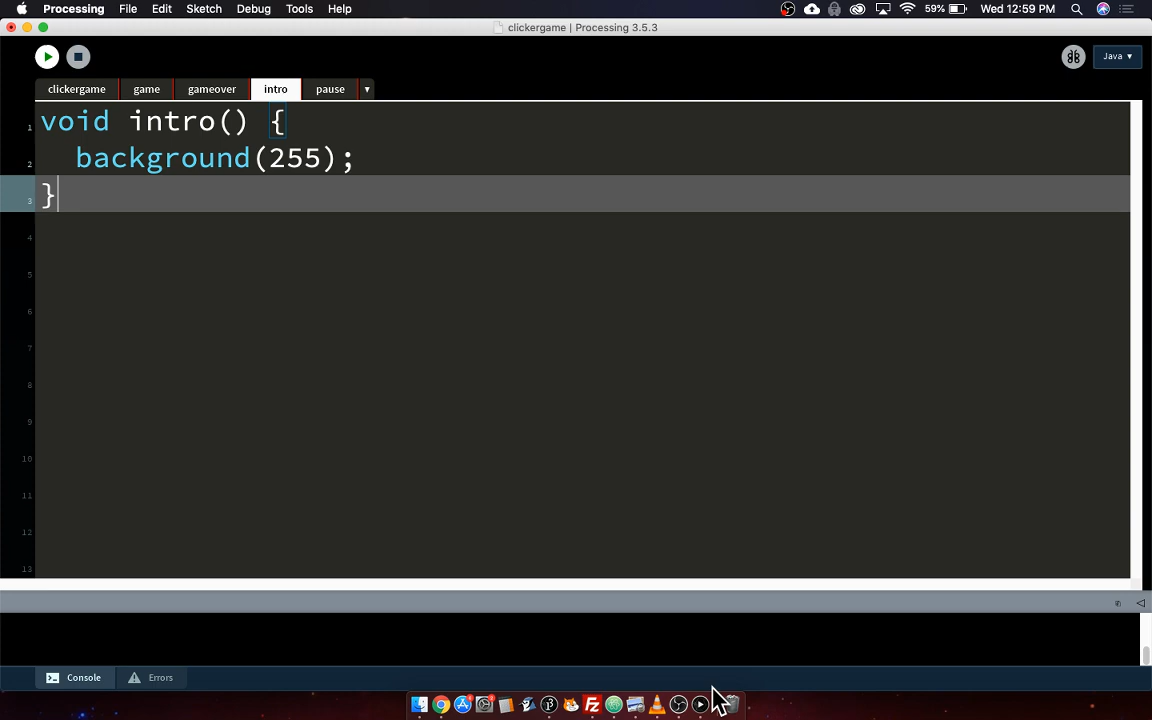 Processing File Edit Sketch Debug Tools Help 59% Wed 12:59 PM
clickergame | Processing 3.5.3
Java ▾
clickergame game gameover intro pause ▾
1 void intro() {
2 background(255);
3 }
4
5
6
7
8
9
10
11
12
13
Console Errors